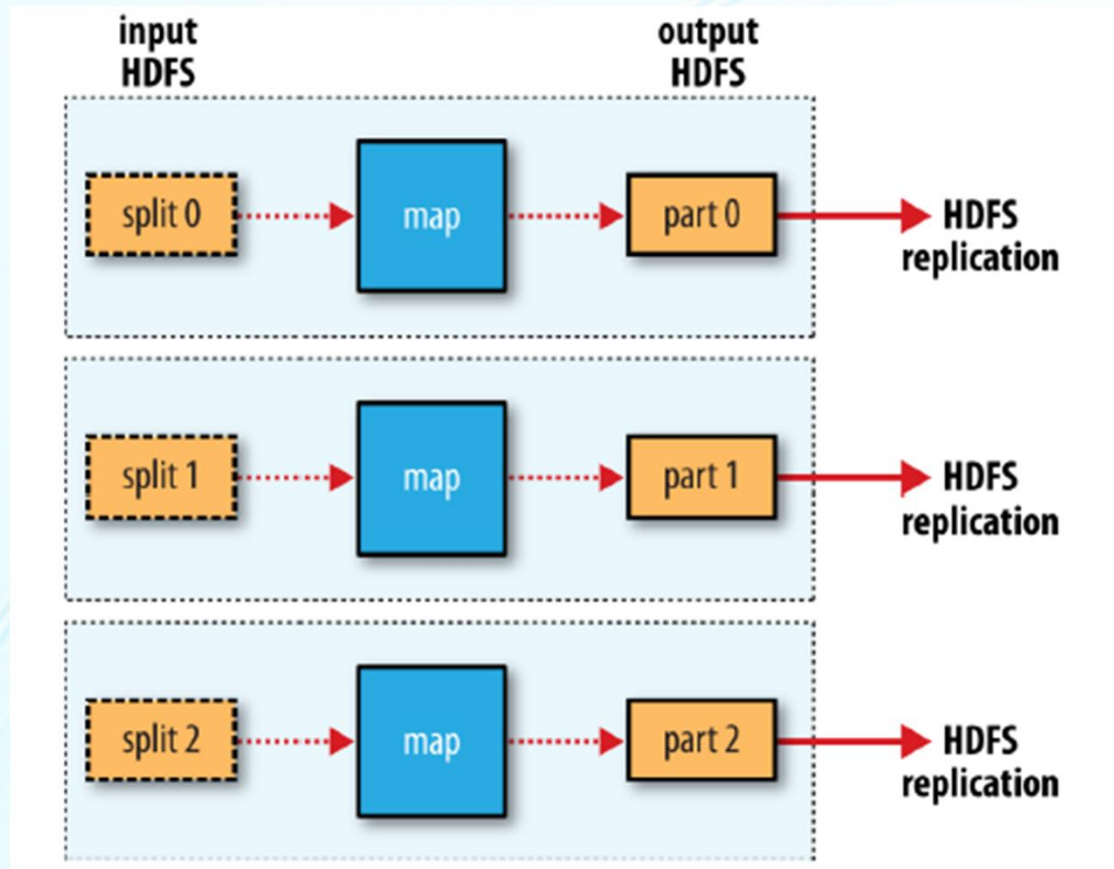 input
HDFS
output
HDFS
split 0
map
part 0
HDFS
replication
split 1
map
part 1
HDFS
replication
split 2
map
part 2
HDFS
replication